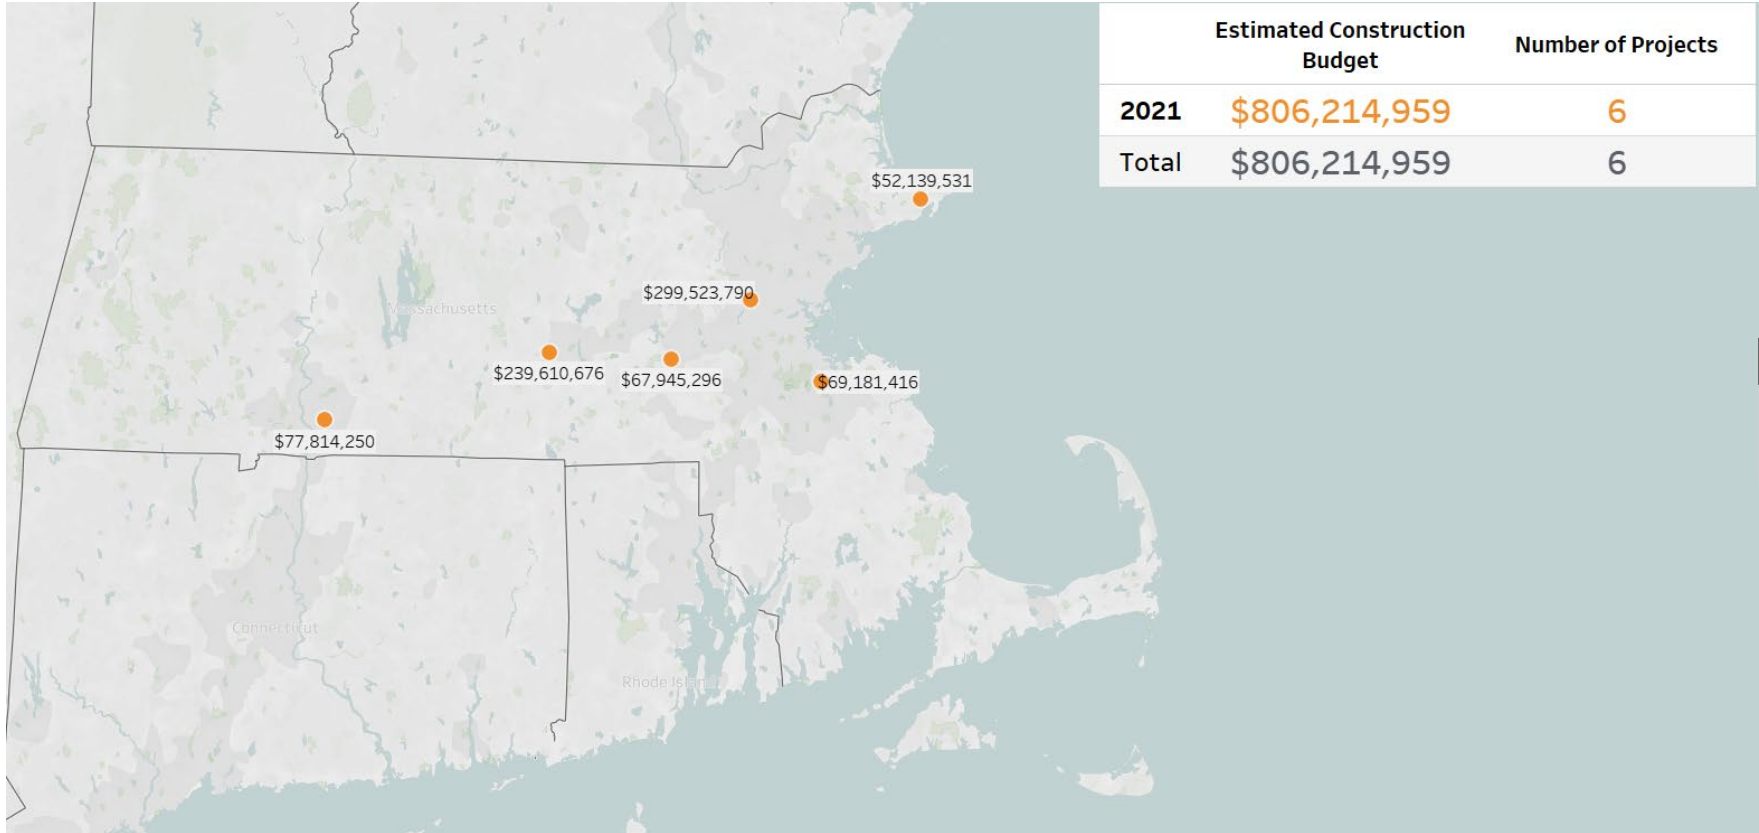 Estimated Construction
Budget
Number of Projects
2021 $806,214,959 6
Total $806,214,959 6
$52,139,531
$299,523,790
Massachusetts
$239,610,676
$67,945,296
$69,181,416
$77,814,250
Connecticut
Rhode Island